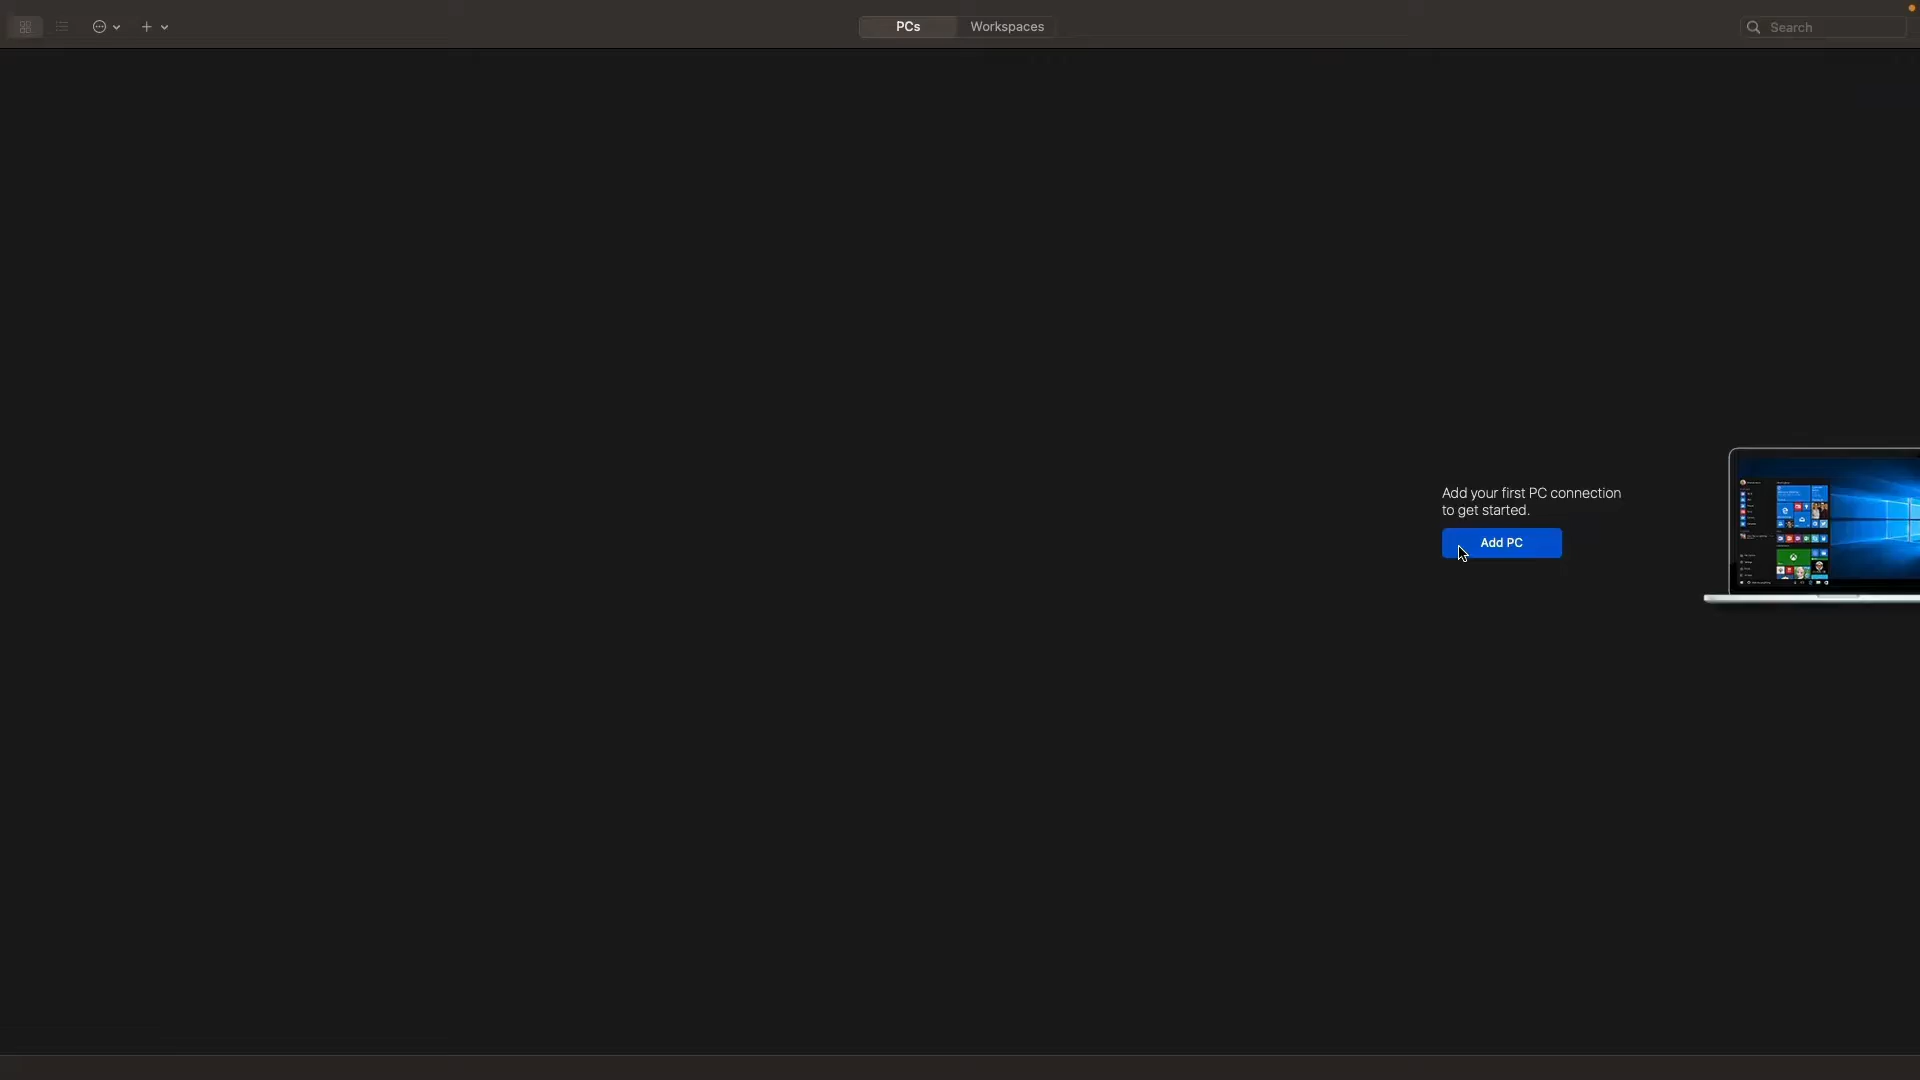 PCs
Workspaces
Search
Add your first PC connection
to get started.
Add PC